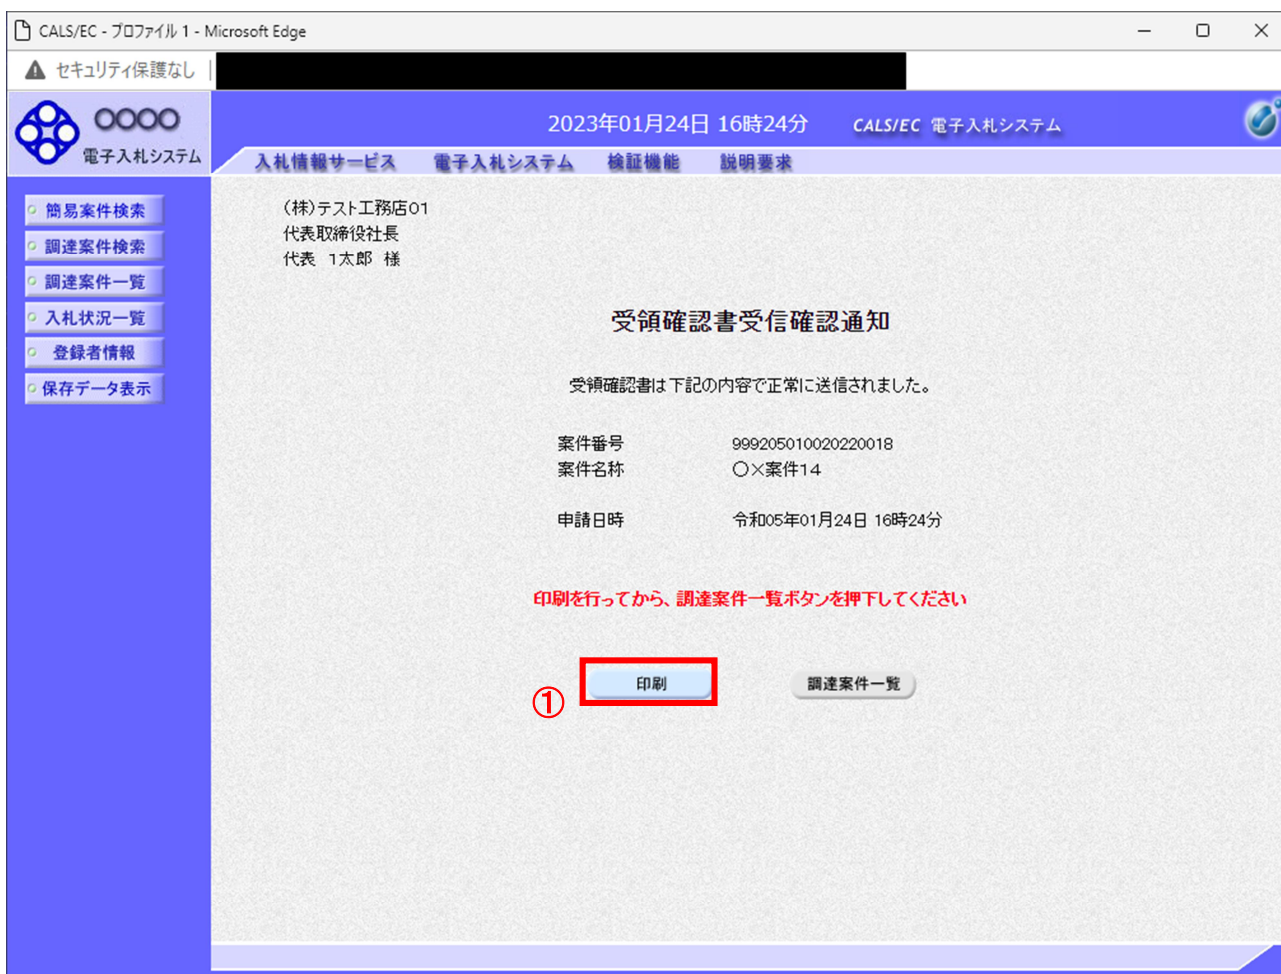 CALS/EC - プロファイル 1 - Microsoft Edge
セキュリティ保護なし
〇〇〇〇
電子入札システム
2023年01月24日 16時24分 CALS/EC 電子入札システム
入札情報サービス 電子入札システム 検証機能 説明要求
簡易案件検索
調達案件検索
調達案件一覧
入札状況一覧
登録者情報
保存データ表示
(株)テスト工務店01
代表取締役社長
代表 1太郎 様
受領確認書受信確認通知
受領確認書は下記の内容で正常に送信されました。
案件番号 999205010020220018
案件名称 〇×案件14
申請日時 令和05年01月24日 16時24分
印刷を行ってから、調達案件一覧ボタンを押下してください
① 印刷 調達案件一覧